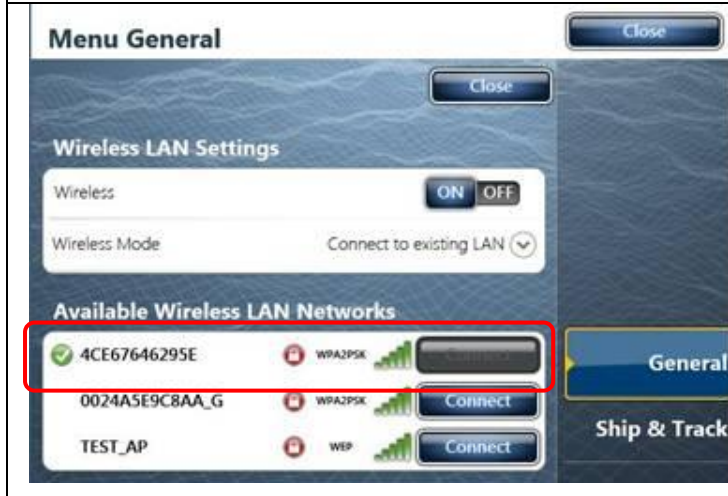 Menu General Close
Close
Wireless LAN Settings
Wireless ON OFF
Wireless Mode Connect to existing LAN
Available Wireless LAN Networks
4CE67646295E WPA2PSK Connect
0024A5E9C8AA_G WPA2PSK Connect
TEST_AP WEP Connect
General
Ship & Track